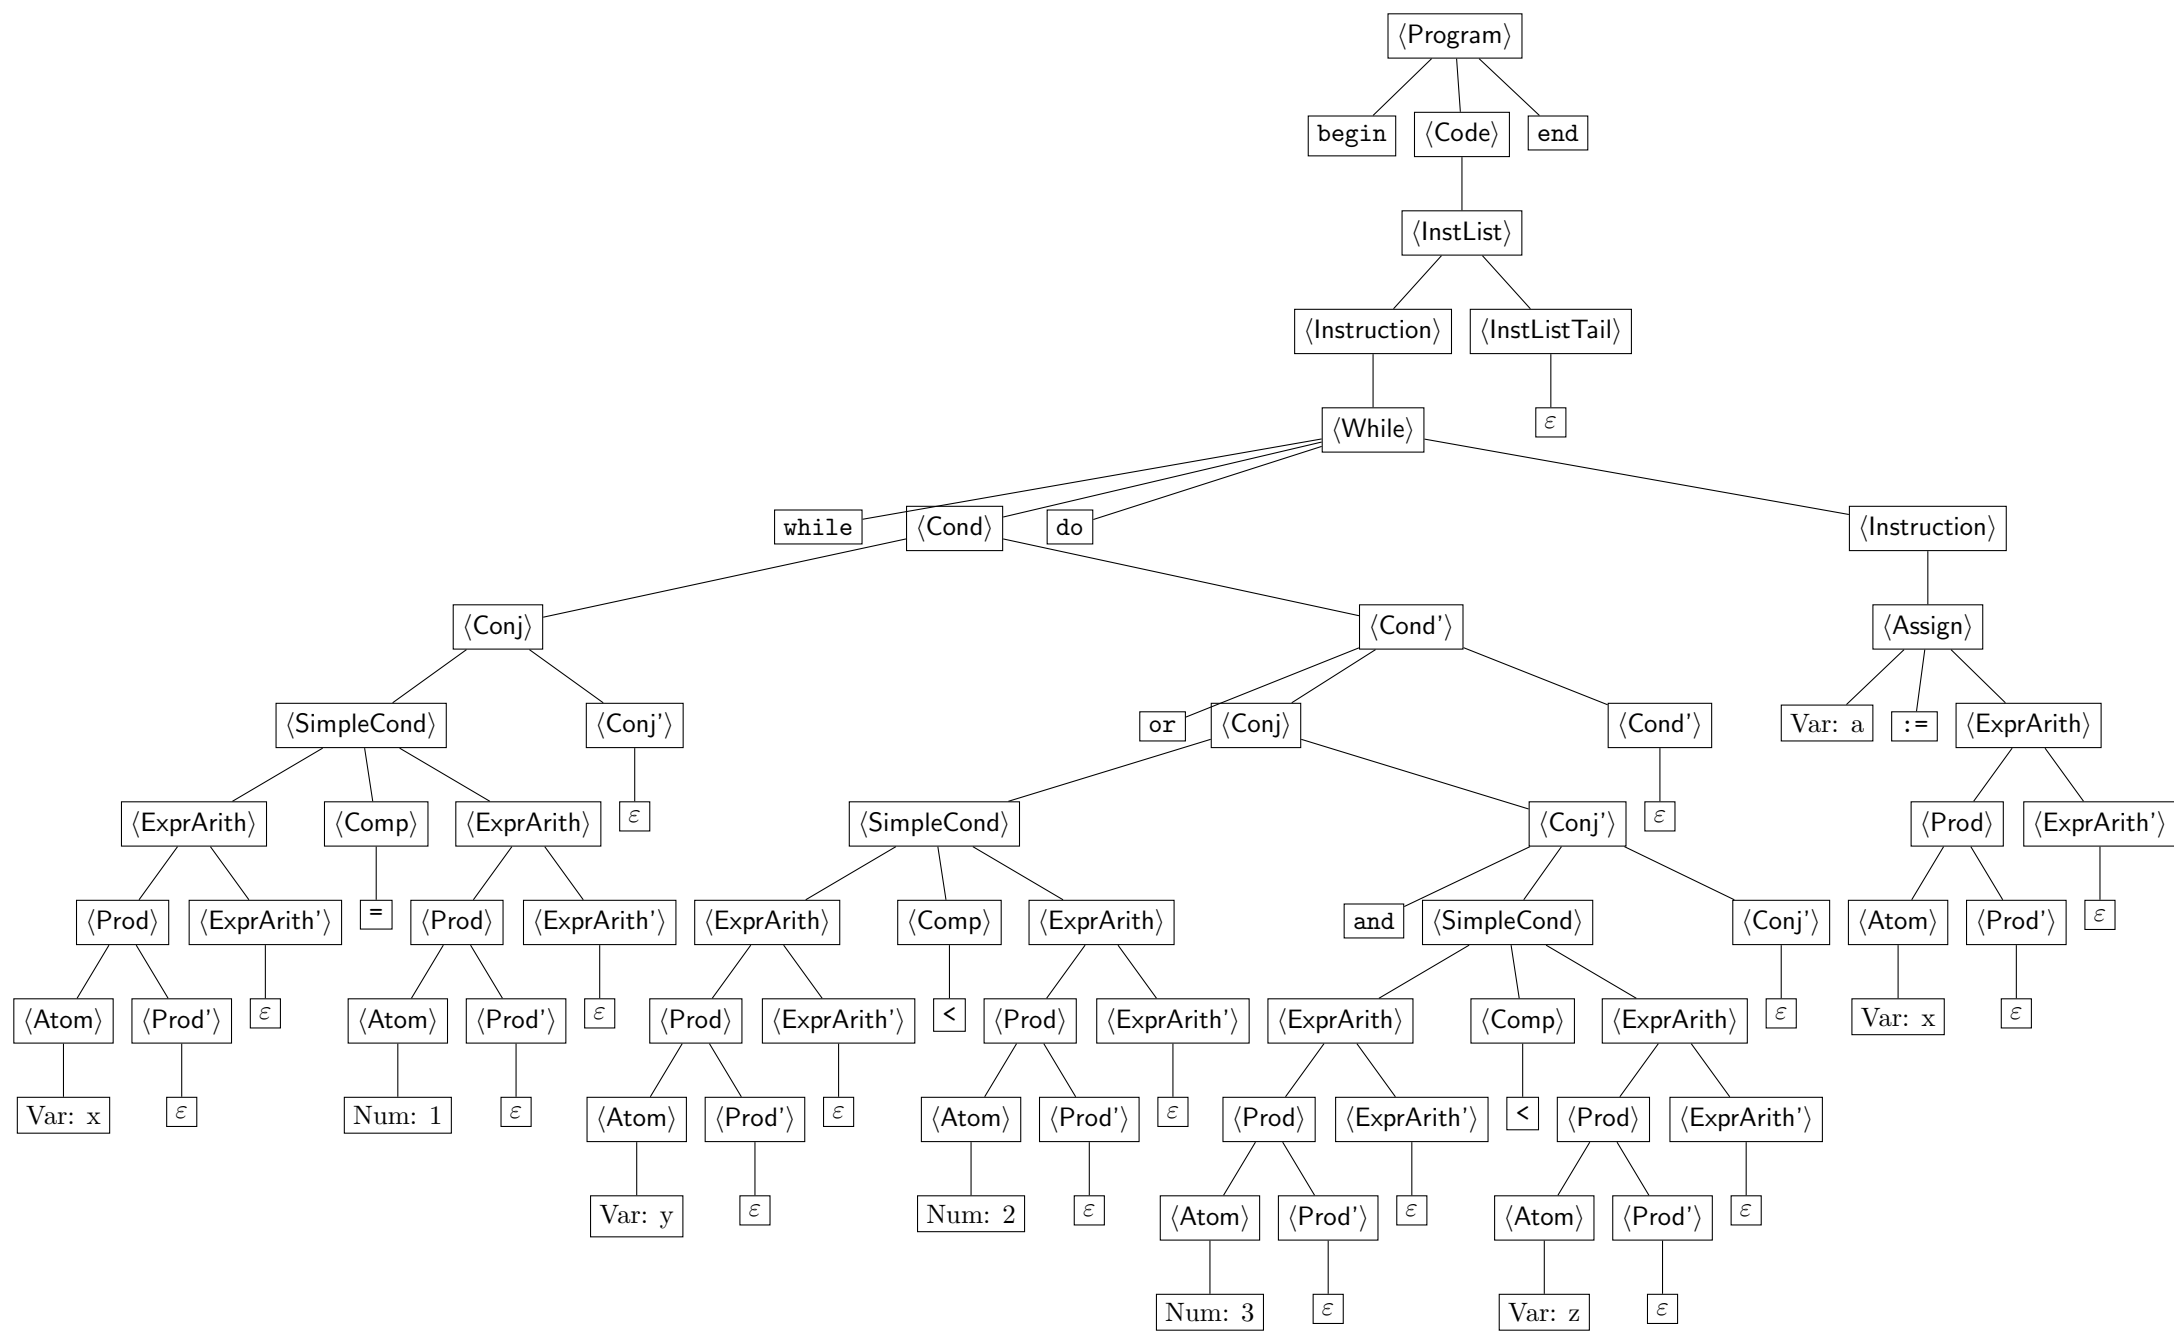 ⟨Program⟩
begin ⟨Code⟩ end
⟨InstList⟩
⟨Instruction⟩ ⟨InstListTail⟩
⟨While⟩ ε
while ⟨Cond⟩ do ⟨Instruction⟩
⟨Conj⟩ ⟨Cond'⟩ ⟨Assign⟩
⟨SimpleCond⟩ ⟨Conj'⟩ or ⟨Conj⟩ ⟨Cond'⟩ Var: a := ⟨ExprArith⟩
⟨ExprArith⟩ ⟨Comp⟩ ⟨ExprArith⟩ ε ⟨SimpleCond⟩ ⟨Conj'⟩ ε ⟨Prod⟩ ⟨ExprArith'⟩
⟨Prod⟩ ⟨ExprArith'⟩ = ⟨Prod⟩ ⟨ExprArith'⟩ ⟨ExprArith⟩ ⟨Comp⟩ ⟨ExprArith⟩ and ⟨SimpleCond⟩ ⟨Conj'⟩ ⟨Atom⟩ ⟨Prod'⟩ ε
⟨Atom⟩ ⟨Prod'⟩ ε ⟨Atom⟩ ⟨Prod'⟩ ε ⟨Prod⟩ ⟨ExprArith'⟩ < ⟨Prod⟩ ⟨ExprArith'⟩ ⟨ExprArith⟩ ⟨Comp⟩ ⟨ExprArith⟩ ε Var: x ε
Var: x ε Num: 1 ε ⟨Atom⟩ ⟨Prod'⟩ ε ⟨Atom⟩ ⟨Prod'⟩ ε ⟨Prod⟩ ⟨ExprArith'⟩ < ⟨Prod⟩ ⟨ExprArith'⟩
Var: y ε Num: 2 ε ⟨Atom⟩ ⟨Prod'⟩ ε ⟨Atom⟩ ⟨Prod'⟩ ε
Num: 3 ε Var: z ε